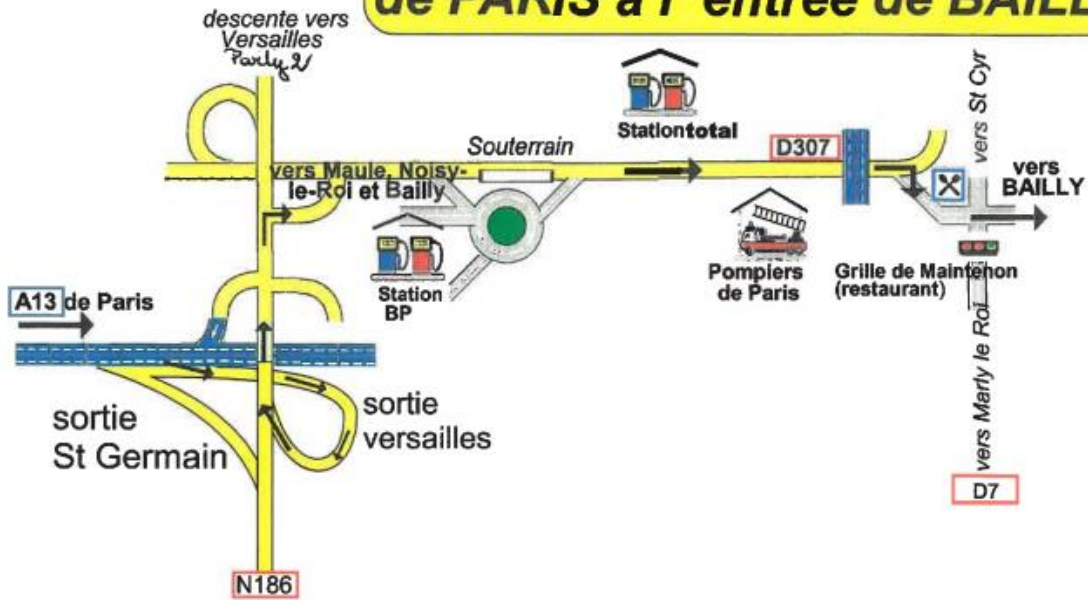 de PARIS à l' entrée de BAILL
descente vers
Versailles
Parly 2
Station total
vers St Cyr
Souterrain
D307
vers Maule, Noisy-
le-Roi et Bailly
vers
BAILLY
Station
BP
Pompiers
de Paris
Grille de Maintenon
(restaurant)
A13 de Paris
vers Marly le Roi
sortie
St Germain
sortie
versailles
D7
N186